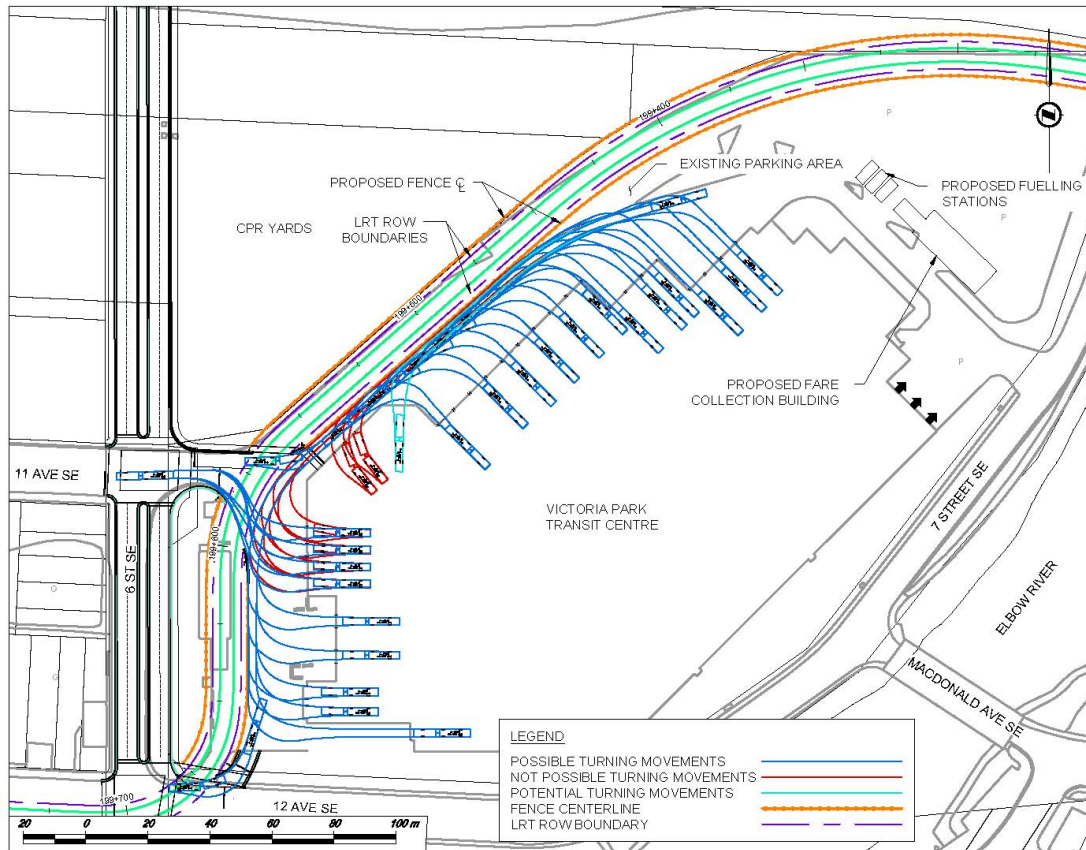 199+400
EXISTING PARKING AREA
P
PROPOSED FENCE ℄
PROPOSED FUELLING
STATIONS
P
CPR YARDS
LRT ROW
BOUNDARIES
199+500
PROPOSED FARE
COLLECTION BUILDING
P
11 AVE SE
VICTORIA PARK
TRANSIT CENTRE
7 STREET SE
199+600
6 ST SE
G
G
ELBOW RIVER
MACDONALD AVE SE
199+700
12 AVE SE
20 0 20 40 60 100 m
LEGEND
POSSIBLE TURNING MOVEMENTS
NOT POSSIBLE TURNING MOVEMENTS
POTENTIAL TURNING MOVEMENTS
FENCE CENTERLINE
LRT ROW BOUNDARY